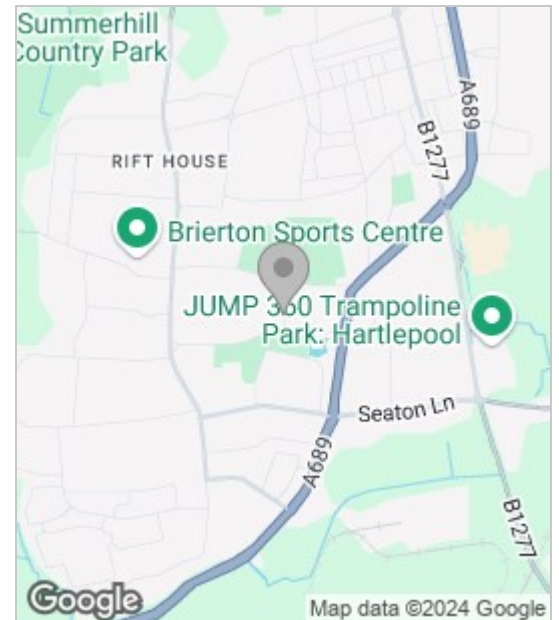 Summerhill
Country Park
A689
B1277
RIFT HOUSE
Brierton Sports Centre
JUMP 360 Trampoline
Park: Hartlepool
Seaton Ln
A689
B1277
Google
Map data ©2024 Google